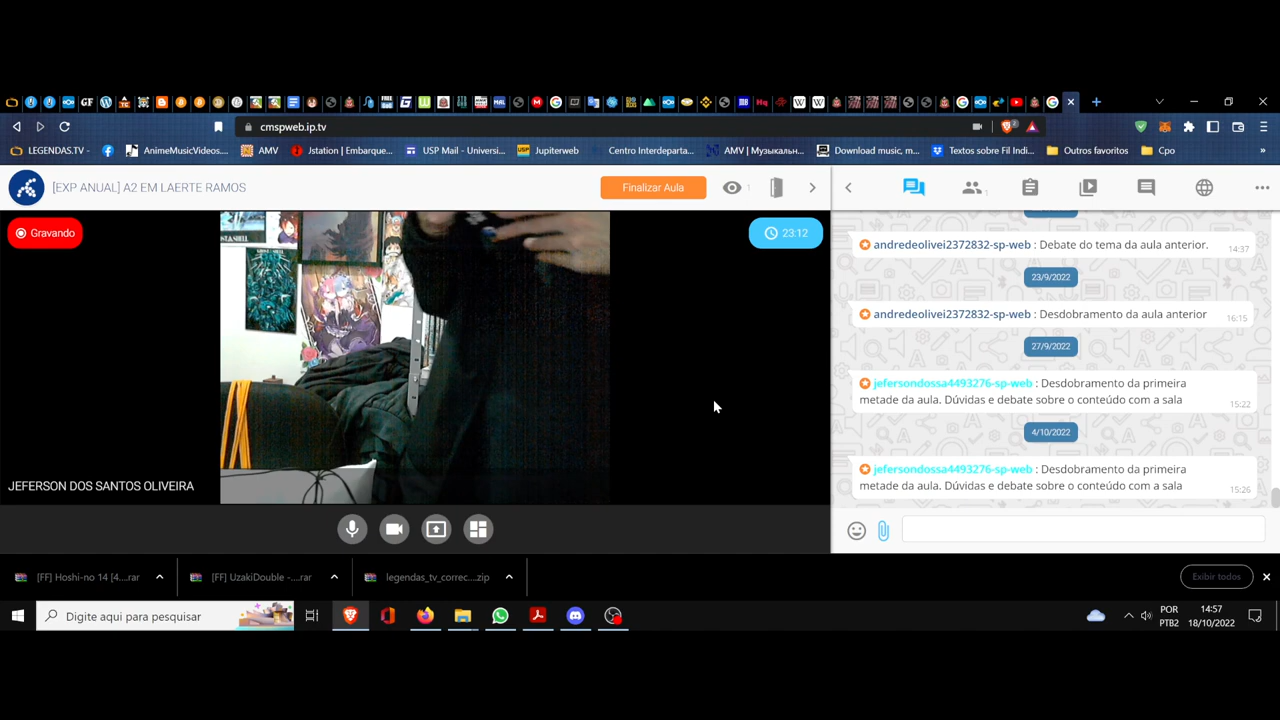 cmspweb.ip.tv
2
LEGENDAS.TV -
AnimeMusicVideos...
AMV
Jstation | Embarque...
USP Mail - Universi...
Jupiterweb
Centro Interdeparta...
AMV | Музыкальн...
Download music, m...
Textos sobre Fil Indi...
Outros favoritos
Cpo
»
[EXP ANUAL] A2 EM LAERTE RAMOS
Finalizar Aula
1
1
Gravando
23:12
andredeolivei2372832-sp-web : Debate do tema da aula anterior.
14:37
23/9/2022
andredeolivei2372832-sp-web : Desdobramento da aula anterior
16:15
27/9/2022
jefersondossa4493276-sp-web : Desdobramento da primeira
metade da aula. Dúvidas e debate sobre o conteúdo com a sala
15:22
4/10/2022
jefersondossa4493276-sp-web : Desdobramento da primeira
metade da aula. Dúvidas e debate sobre o conteúdo com a sala
15:26
JEFERSON DOS SANTOS OLIVEIRA
[FF] Hoshi-no 14 [4....rar
[FF] UzakiDouble -....rar
legendas_tv_correc....zip
Exibir todos
Digite aqui para pesquisar
POR
PTB2
14:57
18/10/2022